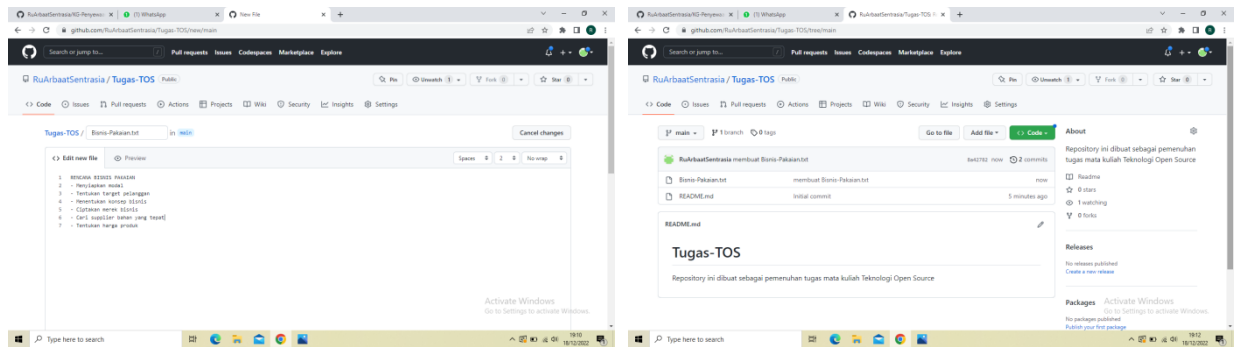 RuArbaatSentrasia/KG-Penyewa
(1) WhatsApp
New File
github.com/RuArbaatSentrasia/Tugas-TOS/new/main
Search or jump to...
/
Pull requests Issues Codespaces Marketplace Explore
RuArbaatSentrasia / Tugas-TOS Public
Pin
Unwatch 1
Fork 0
Star 0
<> Code Issues Pull requests Actions Projects Wiki Security Insights Settings
Tugas-TOS / Bisnis-Pakaian.txt in main
Cancel changes
<> Edit new file Preview
Spaces 2 No wrap
1 RENCANA BISNIS PAKAIAN
2 - Menyiapkan modal
3 - Tentukan target pelanggan
4 - Menentukan konsep bisnis
5 - Ciptakan merek bisnis
6 - Cari supplier bahan yang tepat
7 - Tentukan harga produk
Activate Windows
Go to Settings to activate Windows.
Type here to search
19:10
18/12/2022
RuArbaatSentrasia/KG-Penyewa
(1) WhatsApp
RuArbaatSentrasia/Tugas-TOS: R
github.com/RuArbaatSentrasia/Tugas-TOS/tree/main
Search or jump to...
/
Pull requests Issues Codespaces Marketplace Explore
RuArbaatSentrasia / Tugas-TOS Public
Pin
Unwatch 1
Fork 0
Star 0
<> Code Issues Pull requests Actions Projects Wiki Security Insights Settings
main 1 branch 0 tags
Go to file Add file <> Code
RuArbaatSentrasia membuat Bisnis-Pakaian.txt
now 2 commits
Bisnis-Pakaian.txt membuat Bisnis-Pakaian.txt now
README.md Initial commit 5 minutes ago
README.md
Tugas-TOS
Repository ini dibuat sebagai pemenuhan tugas mata kuliah Teknologi Open Source
About
Repository ini dibuat sebagai pemenuhan
tugas mata kuliah Teknologi Open Source
Readme
0 stars
1 watching
0 forks
Releases
No releases published
Create a new release
Packages
No packages published
Publish your first package
Activate Windows
Go to Settings to activate Windows.
Type here to search
19:12
18/12/2022